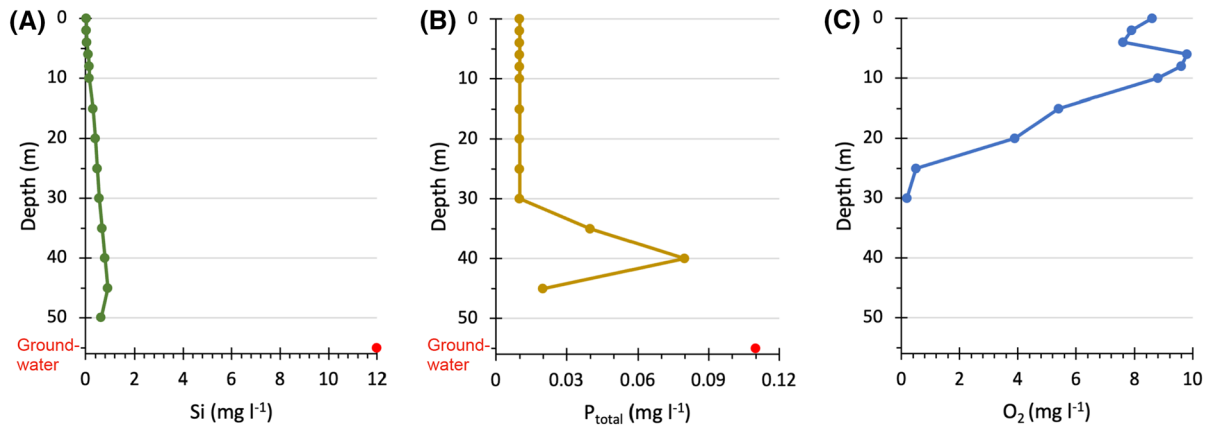 (A)
0
10
20
30
40
50
Depth (m)
Ground-
water
0 2 4 6 8 10 12
Si (mg l⁻¹)
(B)
0
10
20
30
40
50
Depth (m)
Ground-
water
0 0.03 0.06 0.09 0.12
P_total (mg l⁻¹)
(C)
0
10
20
30
40
50
Depth (m)
0 2 4 6 8 10
O₂ (mg l⁻¹)